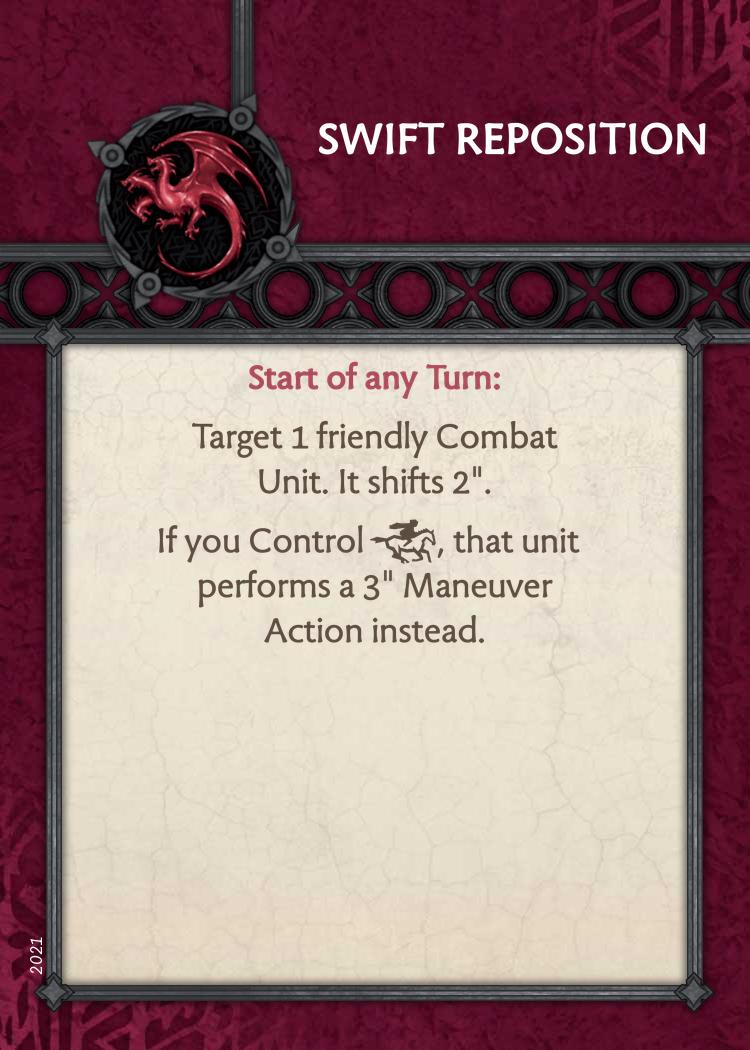 SWIFT REPOSITION
Start of any Turn:
Target 1 friendly Combat
Unit. It shifts 2".
If you Control , that unit
performs a 3" Maneuver
Action instead.
2021